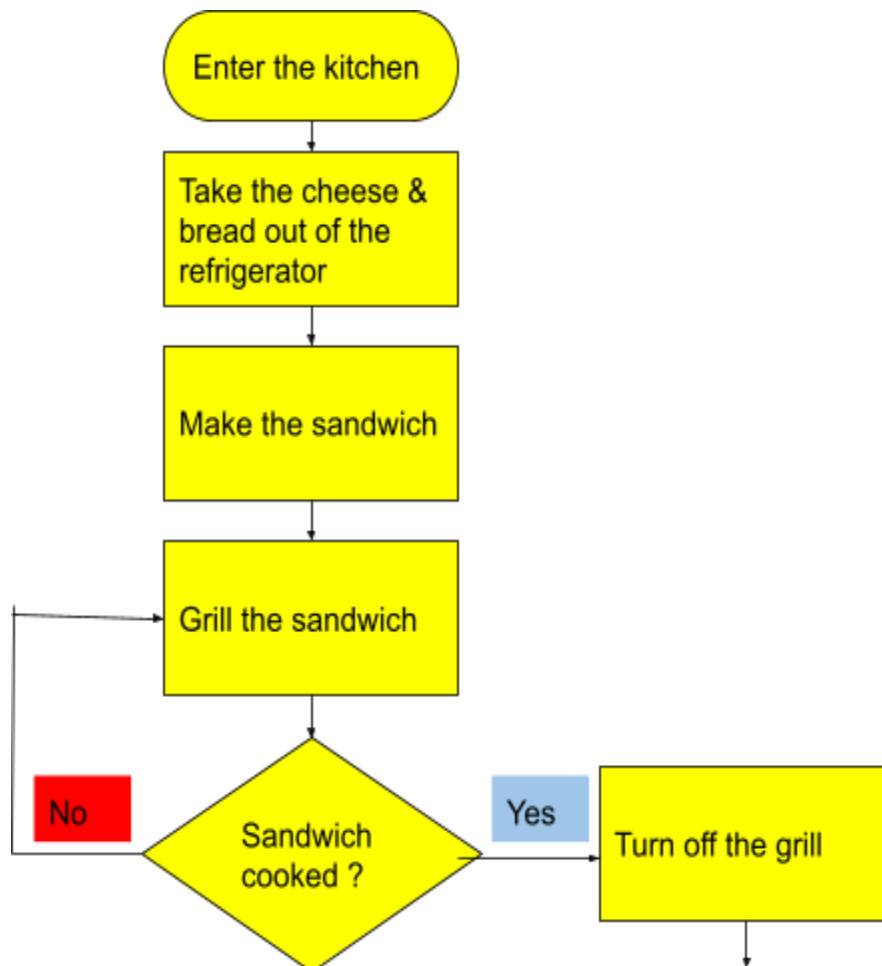 Enter the kitchen
Take the cheese &
bread out of the
refrigerator
Make the sandwich
Grill the sandwich
No
Sandwich
cooked ?
Yes
Turn off the grill